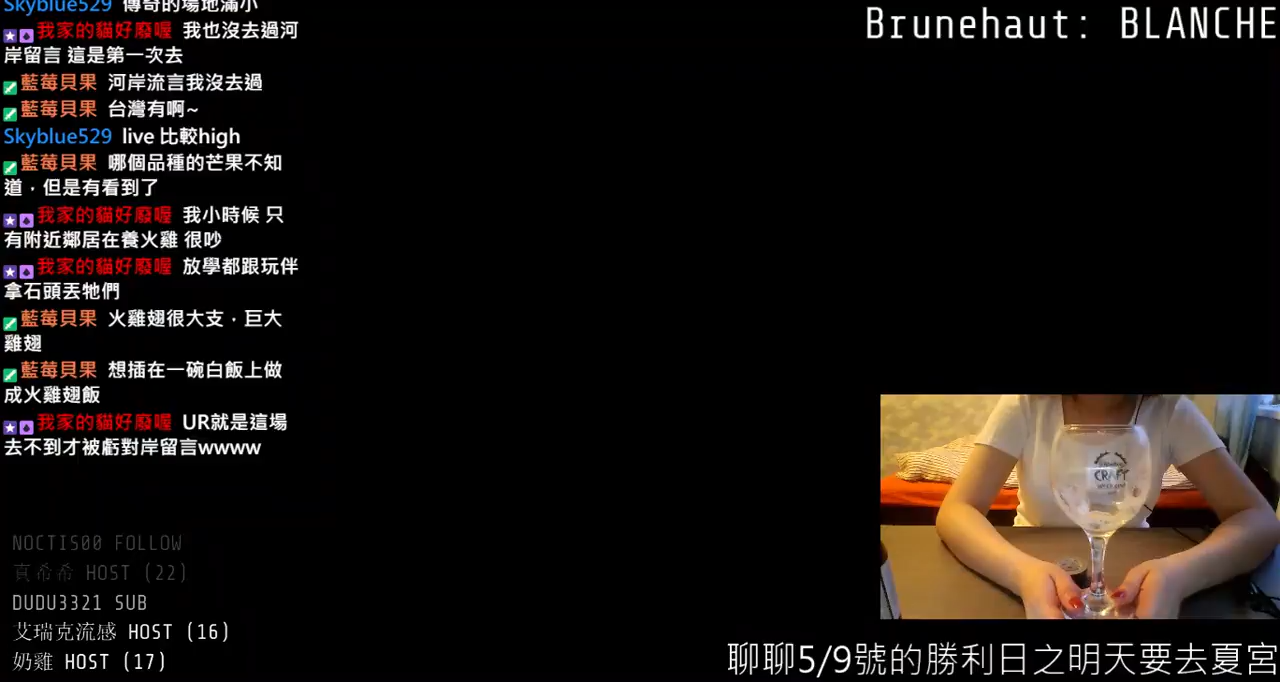 Skyblue529 傳奇的場地滿小
我家的貓好廢喔 我也沒去過河
岸留言 這是第一次去
藍莓貝果 河岸流言我沒去過
藍莓貝果 台灣有啊~
Skyblue529 live 比較high
藍莓貝果 哪個品種的芒果不知
道，但是有看到了
我家的貓好廢喔 我小時候 只
有附近鄰居在養火雞 很吵
我家的貓好廢喔 放學都跟玩伴
拿石頭丟牠們
藍莓貝果 火雞翅很大支，巨大
雞翅
藍莓貝果 想插在一碗白飯上做
成火雞翅飯
我家的貓好廢喔 UR就是這場
去不到才被虧對岸留言wwww
NOCTIS00 FOLLOW
真希希 HOST (22)
DUDU3321 SUB
艾瑞克流感 HOST (16)
奶雞 HOST (17)
Brunehaut: BLANCHE
CRAFT
聊聊5/9號的勝利日之明天要去夏宮